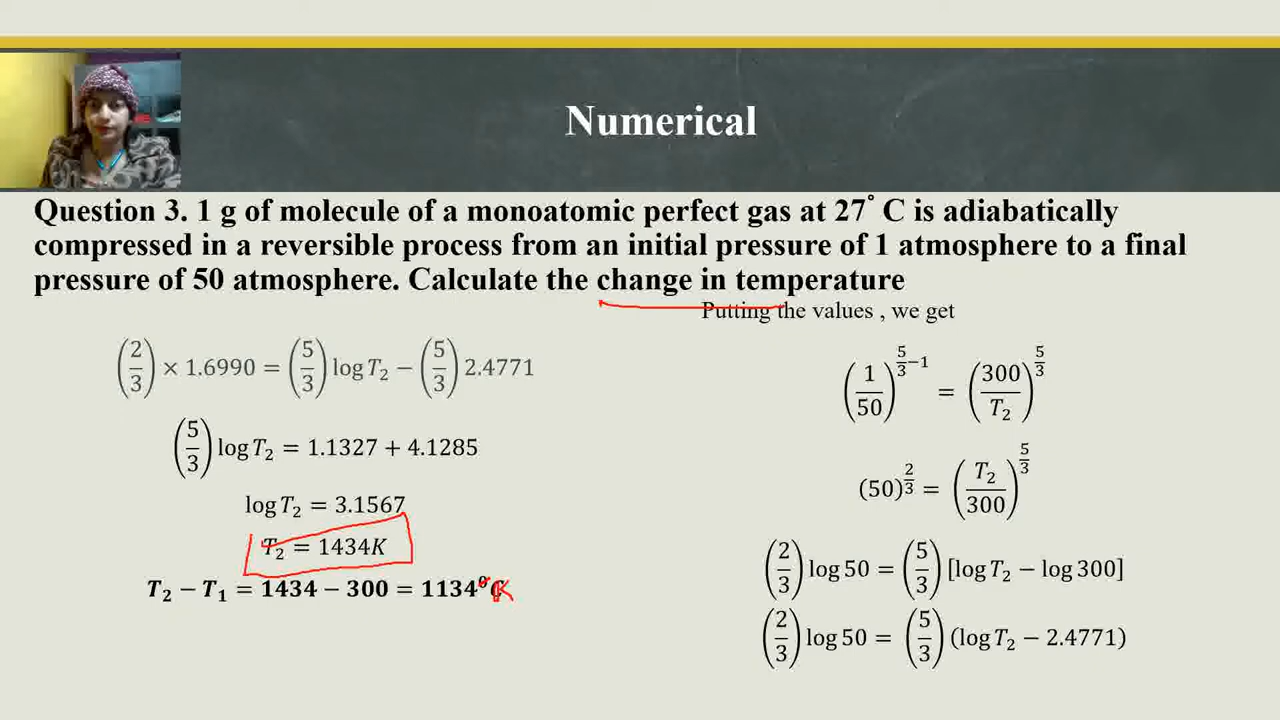 Numerical
Question 3. 1 g of molecule of a monoatomic perfect gas at 27° C is adiabatically
compressed in a reversible process from an initial pressure of 1 atmosphere to a final
pressure of 50 atmosphere. Calculate the change in temperature
(2/3) × 1.6990 = (5/3) log T₂ − (5/3) 2.4771
(5/3) log T₂ = 1.1327 + 4.1285
log T₂ = 3.1567
T₂ = 1434K
T₂ − T₁ = 1434 − 300 = 1134⁰C K
Putting the values , we get
(1/50)^(5/3 −1) = (300/T₂)^(5/3)
(50)^(2/3) = (T₂/300)^(5/3)
(2/3) log 50 = (5/3) [log T₂ − log 300]
(2/3) log 50 = (5/3) (log T₂ − 2.4771)